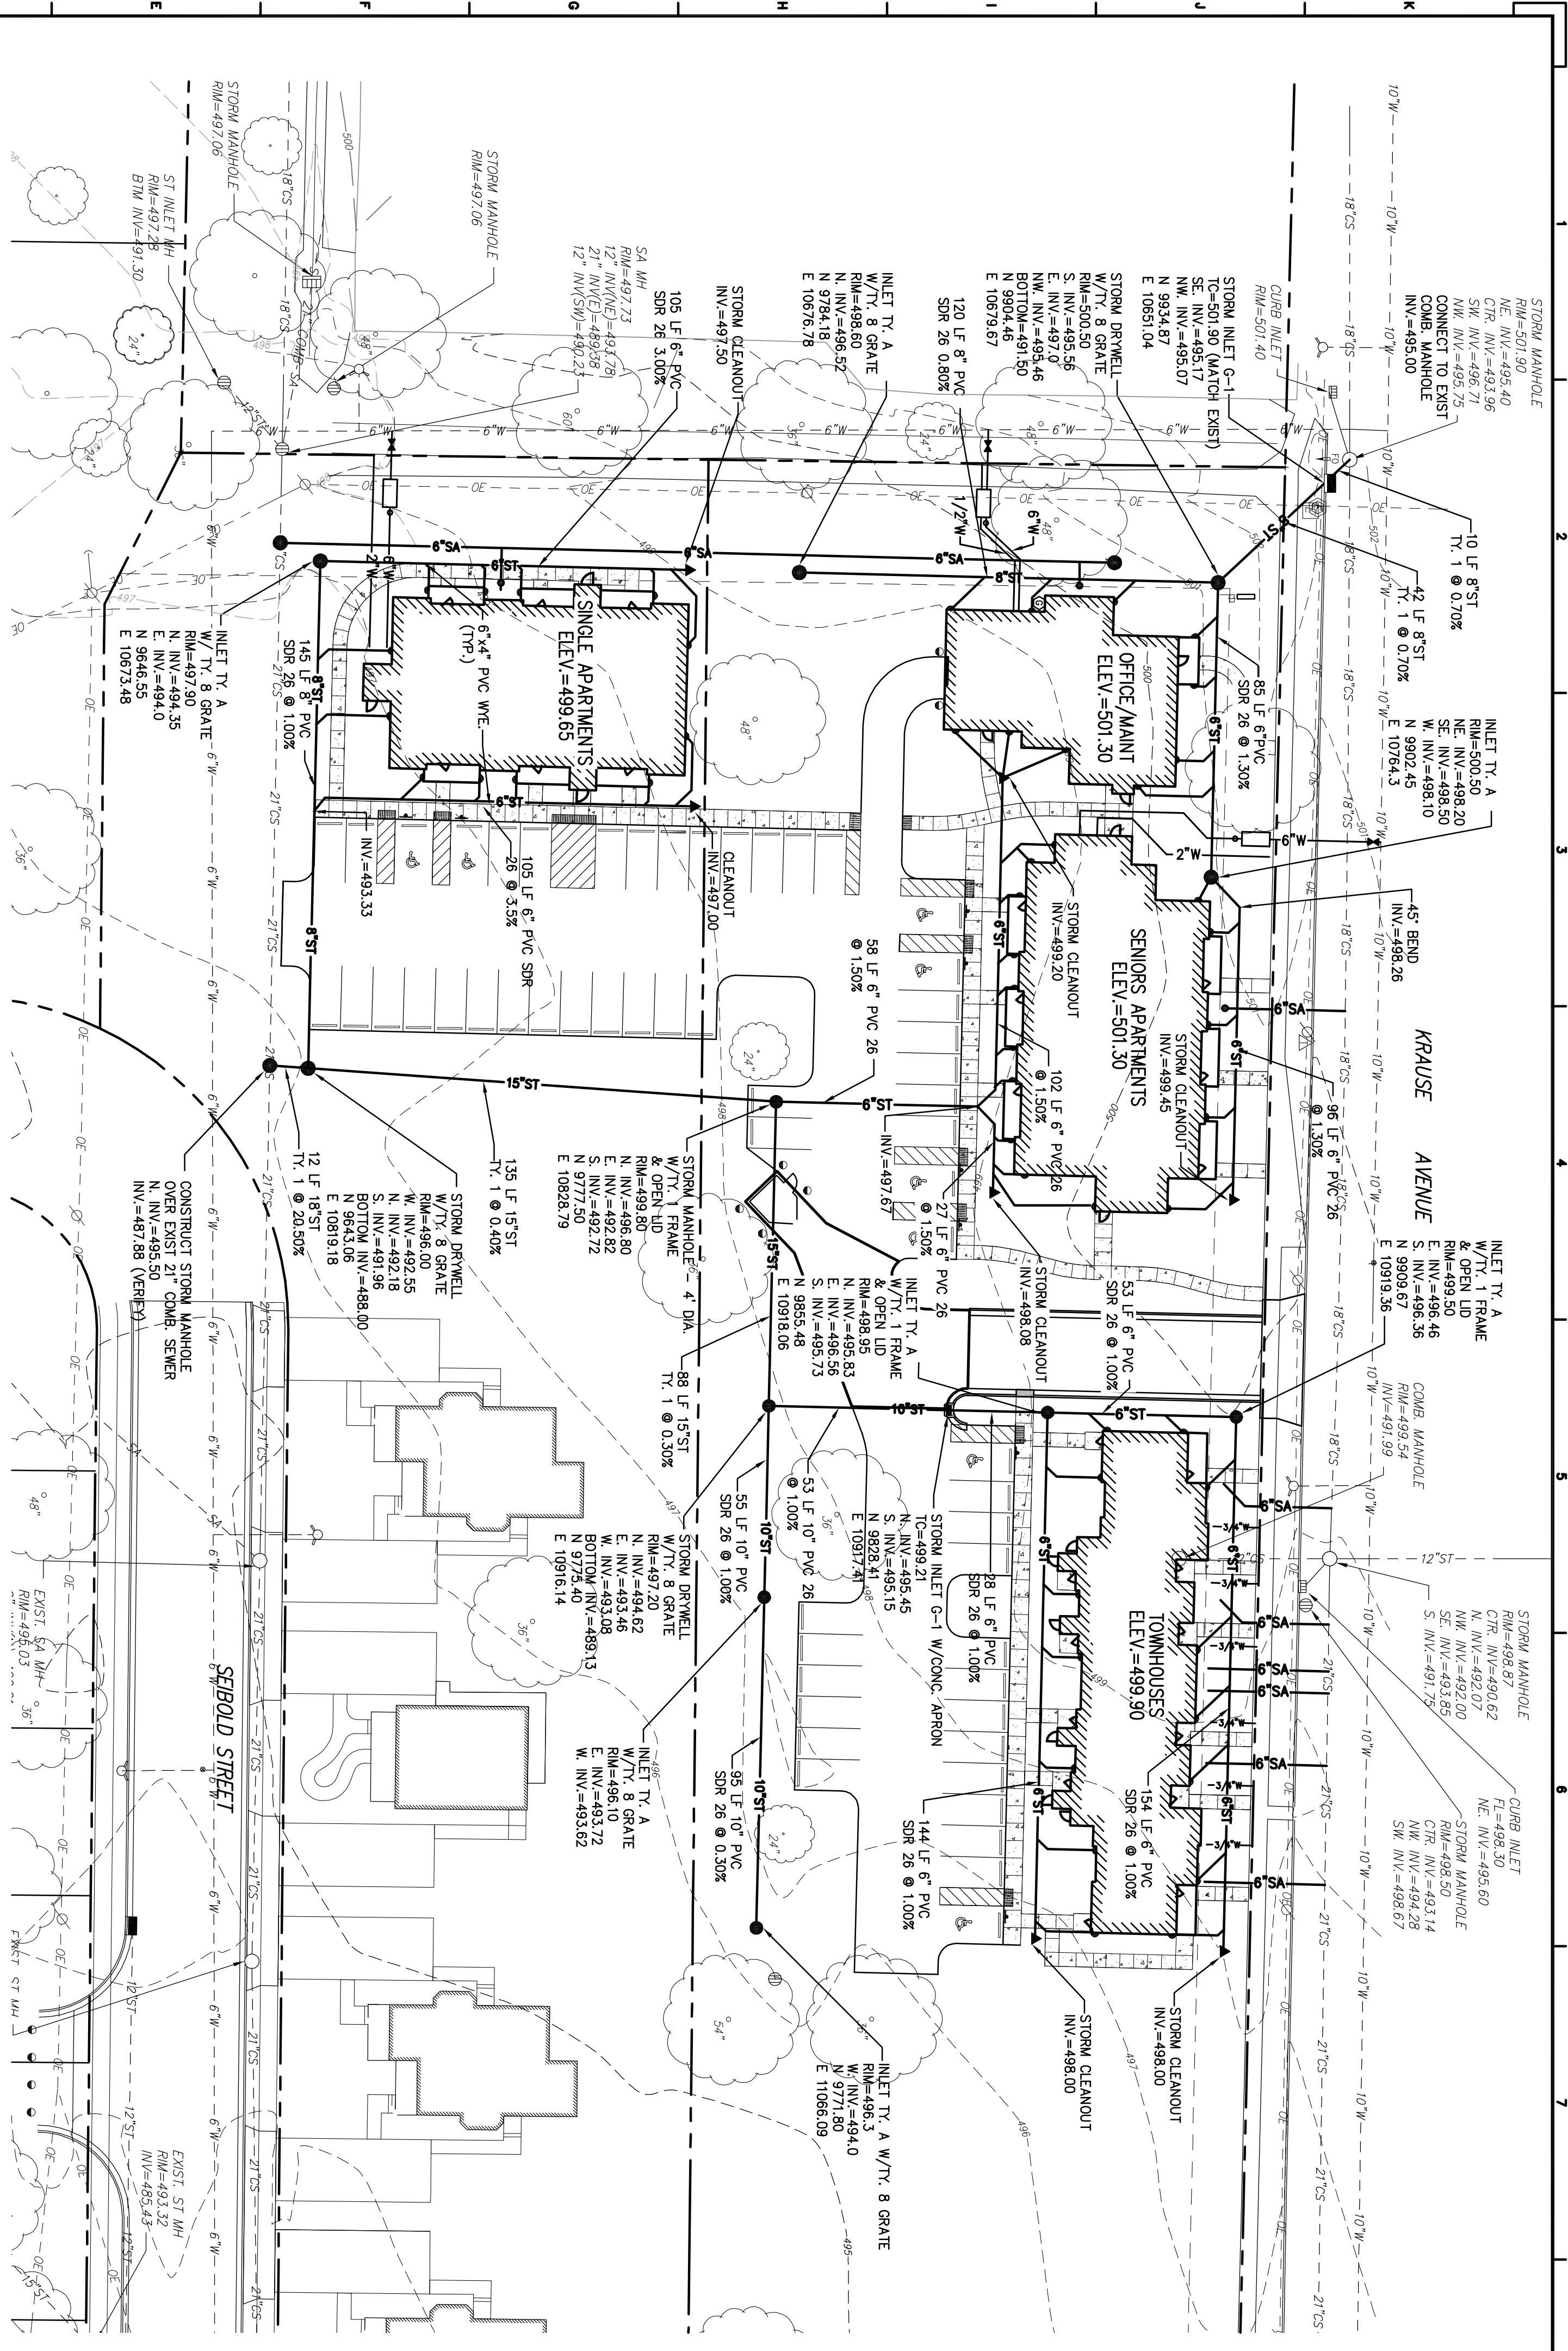 E
F
G
H
I
J
K
1
2
3
4
5
6
7
KRAUSE AVENUE
SEIBOLD STREET
STORM MANHOLE
RIM=501.90
NE. INV.=495.40
CTR. INV.=493.96
SW. INV.=496.71
NW. INV.=495.75
CONNECT TO EXIST
COMB. MANHOLE
INV.=495.00
CURB INLET
RIM=501.40
STORM INLET G-1
TC=501.90 (MATCH EXIST)
SE. INV.=495.17
NW. INV.=495.07
N 9934.87
E 10651.04
STORM DRYWELL
W/TY. 8 GRATE
RIM=500.50
S. INV.=495.56
E. INV.=497.0
NW. INV.=495.46
BOTTOM=491.50
N 9904.46
E 10679.67
120 LF 8" PVC
SDR 26 0.80%
INLET TY. A
W/TY. 8 GRATE
RIM=498.60
N. INV.=496.52
N 9784.18
E 10676.78
STORM CLEANOUT
INV.=497.50
SA MH
RIM=497.73
12" INV(NE)=493.78
21" INV(E)=489.38
12" INV(SW)=490.23
105 LF 6" PVC
SDR 26 3.00%
STORM MANHOLE
RIM=497.06
STORM MANHOLE
RIM=497.06
ST INLET MH
RIM=497.28
BTM INV=491.30
10 LF 8"ST
TY. 1 @ 0.70%
42 LF 8"ST
TY. 1 @ 0.70%
85 LF 6"PVC
SDR 26 @ 1.30%
INLET TY. A
RIM=500.50
NE. INV.=498.20
SE. INV.=498.50
W. INV.=498.10
N 9902.45
E 10764.3
45° BEND
INV.=498.26
OFFICE/MAINT
ELEV.=501.30
SINGLE APARTMENTS
ELEV.=499.65
6"x4" PVC WYE.
(TYP.)
INLET TY. A
W/ TY. 8 GRATE
RIM=497.90
N. INV.=494.35
E. INV.=494.0
N 9646.55
E 10673.48
145 LF 8" PVC
SDR 26 @ 1.00%
INV.=493.33
CLEANOUT
INV.=497.00
105 LF 6" PVC SDR
26 @ 3.5%
STORM CLEANOUT
INV.=499.20
SENIORS APARTMENTS
ELEV.=501.30
STORM CLEANOUT
INV.=499.45
96 LF 6" PVC 26
@ 1.30%
58 LF 6" PVC 26
@ 1.50%
102 LF 6" PVC 26
@ 1.50%
INV.=497.67
27 LF 6" PVC 26
@ 1.50%
STORM CLEANOUT
INV.=498.08
STORM MANHOLE- 4' DIA.
W/TY. 1 FRAME
& OPEN LID
RIM=499.80
N. INV.=496.80
E. INV.=492.82
S. INV.=492.72
N 9777.50
E 10828.79
135 LF 15"ST
TY. 1 @ 0.40%
STORM DRYWELL
W/TY. 8 GRATE
RIM=496.00
W. INV.=492.55
N. INV.=492.18
S. INV.=491.96
BOTTOM INV.=488.00
N 9643.06
E 10819.18
12 LF 18"ST
TY. 1 @ 20.50%
CONSTRUCT STORM MANHOLE
OVER EXIST 21" COMB. SEWER
N. INV.=495.50
INV.=487.88 (VERIFY)
INLET TY. A
W/TY. 1 FRAME
& OPEN LID
RIM=499.50
E. INV.=496.46
S. INV.=496.36
N 9909.67
E 10919.36
53 LF 6" PVC
SDR 26 @ 1.00%
INLET TY. A
W/TY. 1 FRAME
& OPEN LID
RIM=498.95
N. INV.=495.83
E. INV.=496.56
S. INV.=495.73
N 9855.48
E 10918.06
88 LF 15"ST
TY. 1 @ 0.30%
COMB. MANHOLE
RIM=499.54
INV=491.99
28 LF 6" PVC
SDR 26 @ 1.00%
STORM INLET G-1 W/CONC. APRON
TC=499.21
N. INV.=495.45
S. INV.=495.15
N 9828.41
E 10917.41
53 LF 10" PVC 26
@ 1.00%
55 LF 10" PVC
SDR 26 @ 1.00%
STORM DRYWELL
W/TY. 8 GRATE
RIM=497.20
N. INV.=494.62
E. INV.=493.46
W. INV.=493.08
BOTTOM INV.=489.13
N 9775.40
E 10916.14
TOWNHOUSES
ELEV.=499.90
154 LF 6" PVC
SDR 26 @ 1.00%
144 LF 6" PVC
SDR 26 @ 1.00%
95 LF 10" PVC
SDR 26 @ 0.30%
INLET TY. A
W/TY. 8 GRATE
RIM=496.10
E. INV.=493.72
W. INV.=493.62
STORM MANHOLE
RIM=498.87
CTR. INV=490.62
N. INV.=492.07
NW. INV.=492.00
SE. INV.=493.85
S. INV.=491.75
CURB INLET
FL=498.30
NE. INV.=495.60
STORM MANHOLE
RIM=498.50
CTR. INV.=493.14
NW. INV.=494.28
SW. INV.=498.67
STORM CLEANOUT
INV.=498.00
STORM CLEANOUT
INV.=498.00
INLET TY. A W/TY. 8 GRATE
RIM=496.3
W. INV.=494.0
N 9771.80
E 11066.09
EXIST. SA MH
RIM=495.03
EXIST. ST MH
RIM=493.32
INV=485.43
EXIST ST MH